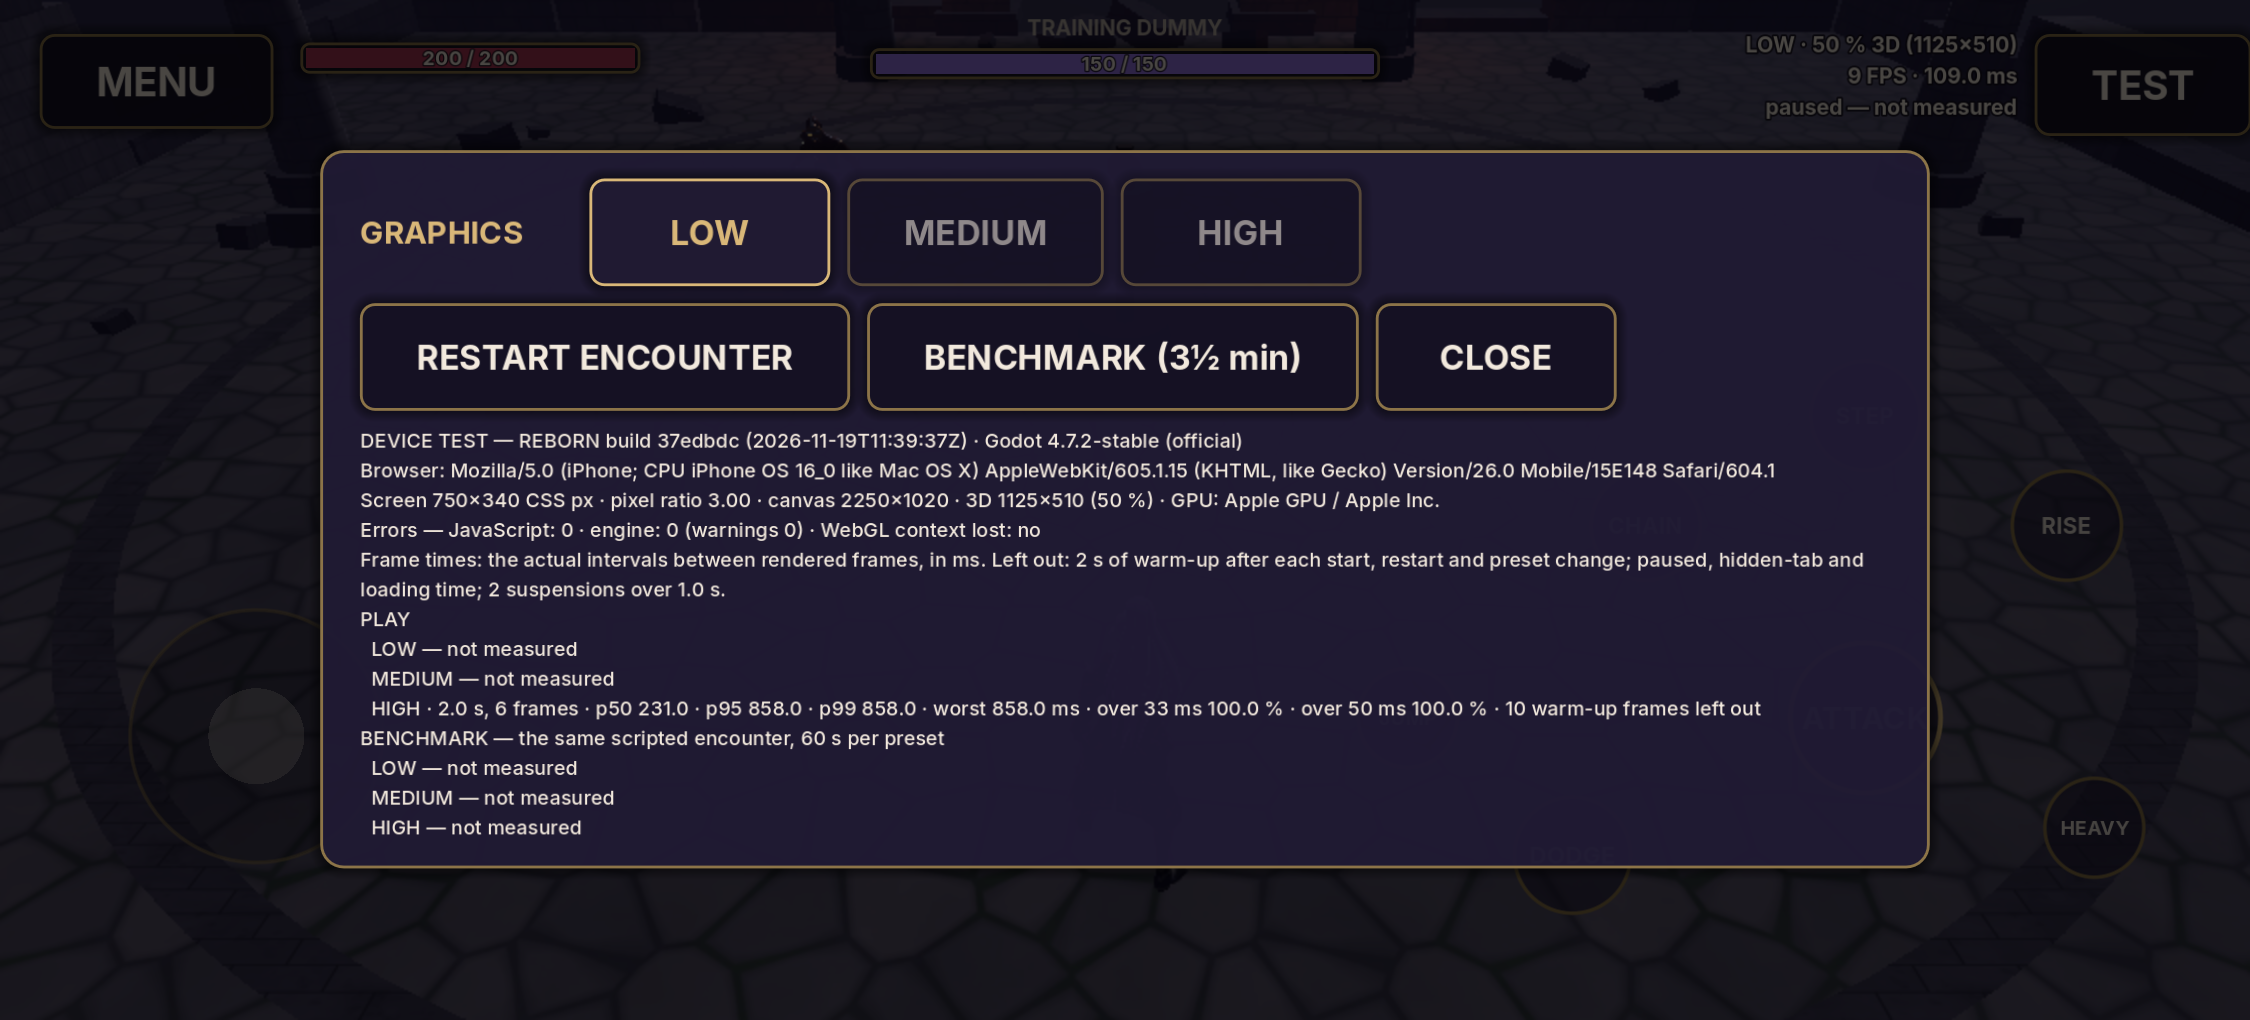 TRAINING DUMMY
MENU
200 / 200
150 / 150
LOW · 50 % 3D (1125×510)
9 FPS · 109.0 ms
paused — not measured
TEST
GRAPHICS
LOW
MEDIUM
HIGH
RESTART ENCOUNTER
BENCHMARK (3½ min)
CLOSE
DEVICE TEST — REBORN build 37edbdc (2026-11-19T11:39:37Z) · Godot 4.7.2-stable (official)
Browser: Mozilla/5.0 (iPhone; CPU iPhone OS 16_0 like Mac OS X) AppleWebKit/605.1.15 (KHTML, like Gecko) Version/26.0 Mobile/15E148 Safari/604.1
Screen 750×340 CSS px · pixel ratio 3.00 · canvas 2250×1020 · 3D 1125×510 (50 %) · GPU: Apple GPU / Apple Inc.
Errors — JavaScript: 0 · engine: 0 (warnings 0) · WebGL context lost: no
Frame times: the actual intervals between rendered frames, in ms. Left out: 2 s of warm-up after each start, restart and preset change; paused, hidden-tab and
loading time; 2 suspensions over 1.0 s.
PLAY
LOW — not measured
MEDIUM — not measured
HIGH · 2.0 s, 6 frames · p50 231.0 · p95 858.0 · p99 858.0 · worst 858.0 ms · over 33 ms 100.0 % · over 50 ms 100.0 % · 10 warm-up frames left out
BENCHMARK — the same scripted encounter, 60 s per preset
LOW — not measured
MEDIUM — not measured
HIGH — not measured
RISE
ATTACK
HEAVY